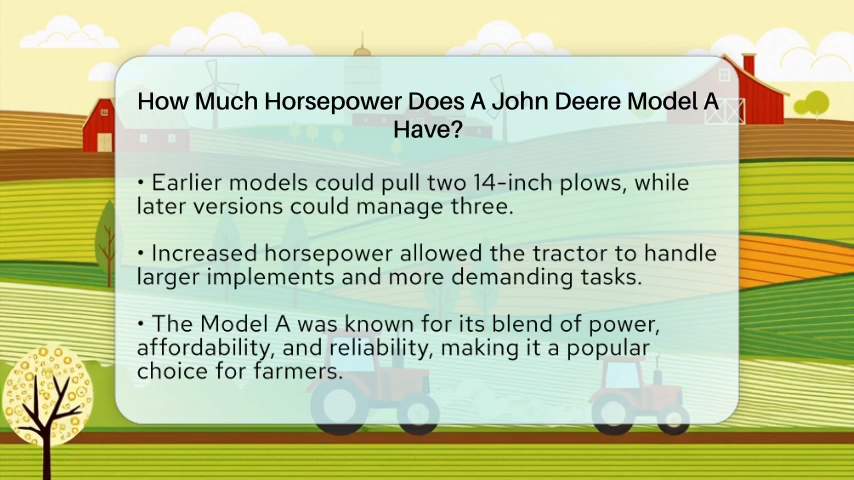 How Much Horsepower Does A John Deere Model A
Have?
• Earlier models could pull two 14-inch plows, while
later versions could manage three.
• Increased horsepower allowed the tractor to handle
larger implements and more demanding tasks.
• The Model A was known for its blend of power,
affordability, and reliability, making it a popular
choice for farmers.